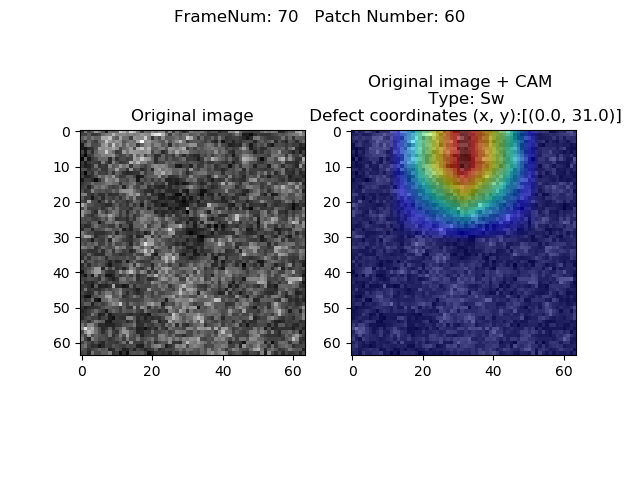 FrameNum: 70   Patch Number: 60
Original image
Original image + CAM
Type: Sw
Defect coordinates (x, y):[(0.0, 31.0)]
0
10
20
30
40
50
60
0 20 40 60
0
10
20
30
40
50
60
0 20 40 60